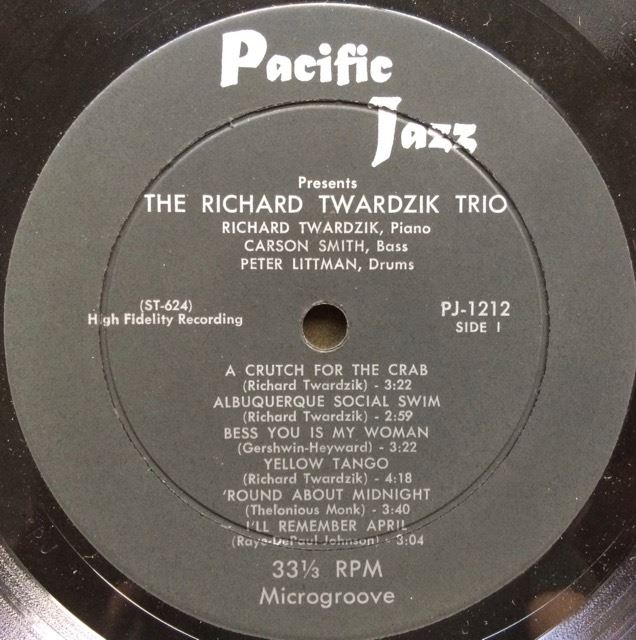 Pacific
Jazz
Presents
THE RICHARD TWARDZIK TRIO
RICHARD TWARDZIK, Piano
CARSON SMITH, Bass
PETER LITTMAN, Drums
(ST-624)
High Fidelity Recording
PJ-1212
SIDE 1
A CRUTCH FOR THE CRAB
(Richard Twardzik) - 3:22
ALBUQUERQUE SOCIAL SWIM
(Richard Twardzik) - 2:59
BESS YOU IS MY WOMAN
(Gershwin-Heyward) - 3:22
YELLOW TANGO
(Richard Twardzik) - 4:18
'ROUND ABOUT MIDNIGHT
(Thelonious Monk) - 3:40
I'LL REMEMBER APRIL
(Raye-DePaul Johnson) - 3:04
33⅓ RPM
Microgroove